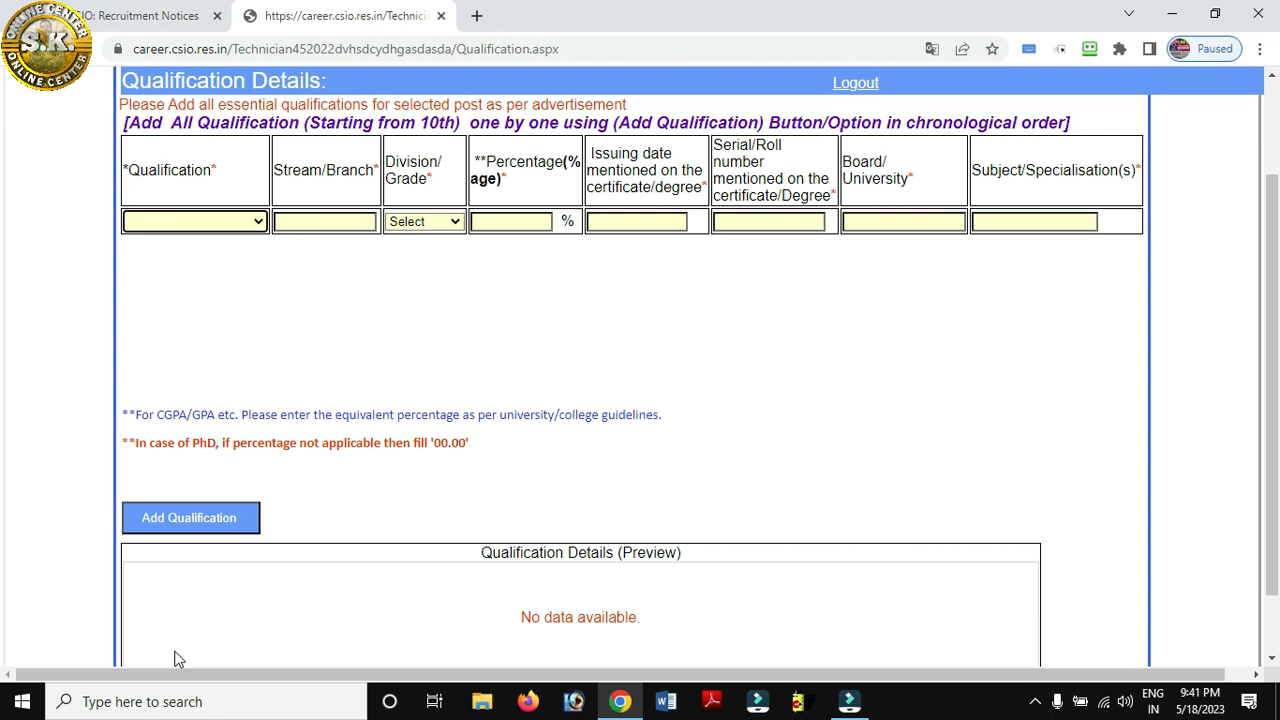 ONLINE CENTER
S.K.
ONLINE CENTER
IO: Recruitment Notices
https://career.csio.res.in/Technici
career.csio.res.in/Technician452022dvhsdcydhgasdasda/Qualification.aspx
Paused
Qualification Details:
Logout
Please Add all essential qualifications for selected post as per advertisement
[Add All Qualification (Starting from 10th) one by one using (Add Qualification) Button/Option in chronological order]
*Qualification*
Stream/Branch*
Division/
Grade*
**Percentage(%
age)*
Issuing date
mentioned on the
certificate/degree*
Serial/Roll
number
mentioned on the
certificate/Degree*
Board/
University*
Subject/Specialisation(s)*
Select
%
**For CGPA/GPA etc. Please enter the equivalent percentage as per university/college guidelines.
**In case of PhD, if percentage not applicable then fill '00.00'
Add Qualification
Qualification Details (Preview)
No data available.
Type here to search
ENG
IN
9:41 PM
5/18/2023